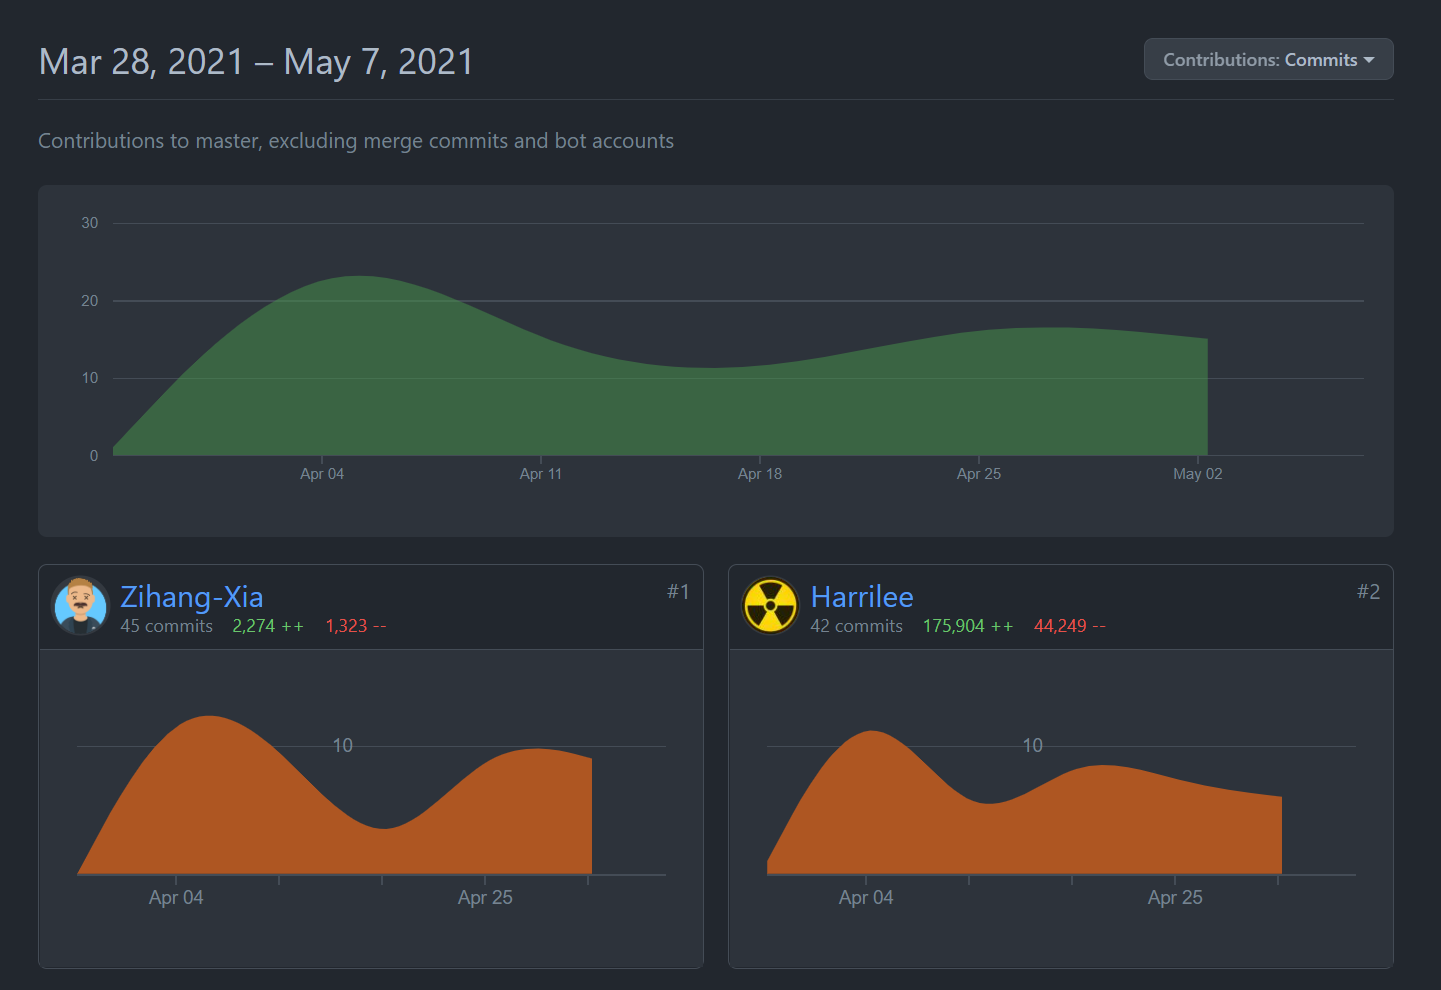 Mar 28, 2021 – May 7, 2021
Contributions: Commits
Contributions to master, excluding merge commits and bot accounts
30
20
10
0
Apr 04 Apr 11 Apr 18 Apr 25 May 02
Zihang-Xia #1
45 commits 2,274 ++ 1,323 --
10
Apr 04 Apr 25
Harrilee #2
42 commits 175,904 ++ 44,249 --
10
Apr 04 Apr 25